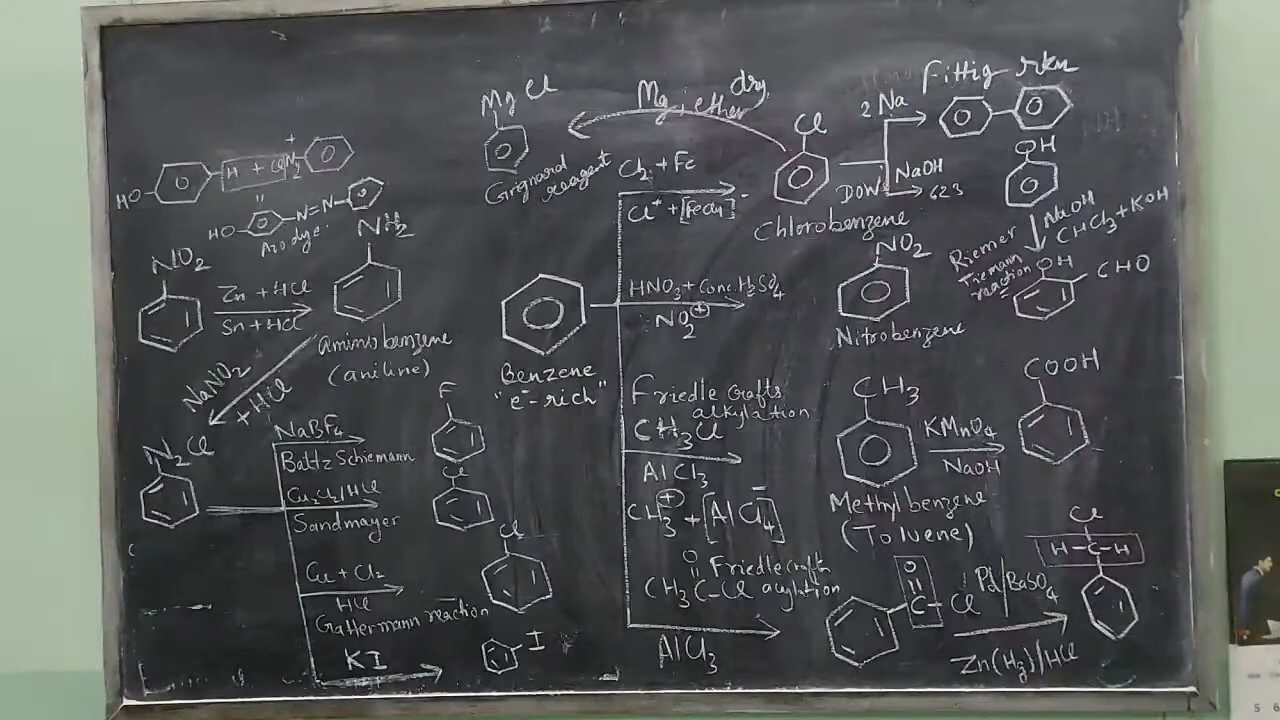 HO H + ClN2 +
HO N=N
Azo dye
NO2
Zn + HCl
Sn + HCl
NH2
aminobenzene
(aniline)
NaNO2
+ HCl
N2Cl
NaBF4
Baltz Schiemann
F
Cu2Cl2/HCl
Sandmayer
Cl
Cu + Cl2
HCl
Gattermann reaction
Cl
KI
I
Benzene
"e⁻-rich"
Mg Cl
Grignard
reagent
Mg, ether dry
Cl2 + Fe
Cl⁺ + [FeCl4]⁻
Cl
Chlorobenzene
2 Na
Fittig rkn
NaOH
DOW 623
OH
NaOH
CHCl3 + KOH
Riemer
Tiemann
reaction
OH
CHO
HNO3 + Conc. H2SO4
NO2⊕
NO2
Nitrobenzene
Friedle crafts
alkylation
CH3Cl
AlCl3
CH3⊕ + [AlCl4]⁻
CH3
Methyl benzene
(Toluene)
KMnO4
NaOH
COOH
O Friedle crafts
CH3C-Cl acylation
AlCl3
O
C-Cl
Pd/BaSO4
Zn(Hg)/HCl
Cl
H-C-H
5 6